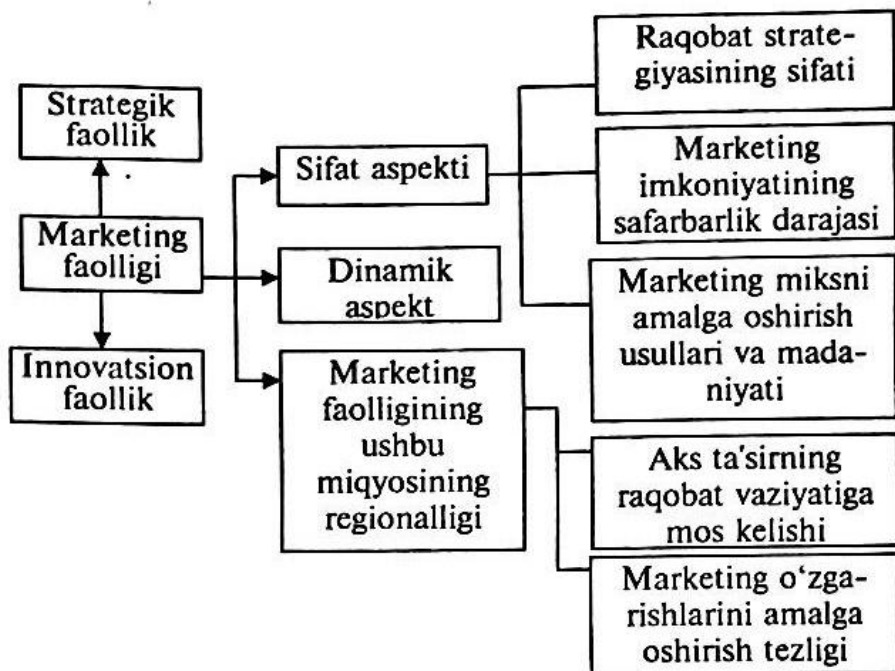 Strategik
faollik
Marketing
faolligi
Innovatsion
faollik
Sifat aspekti
Dinamik
aspekt
Marketing
faolligining
ushbu
miqyosining
regionalligi
Raqobat strate-
giyasining sifati
Marketing
imkoniyatining
safarbarlik darajasi
Marketing miksni
amalga oshirish
usullari va mada-
niyati
Aks ta'sirning
raqobat vaziyatiga
mos kelishi
Marketing o‘zga-
rishlarini amalga
oshirish tezligi